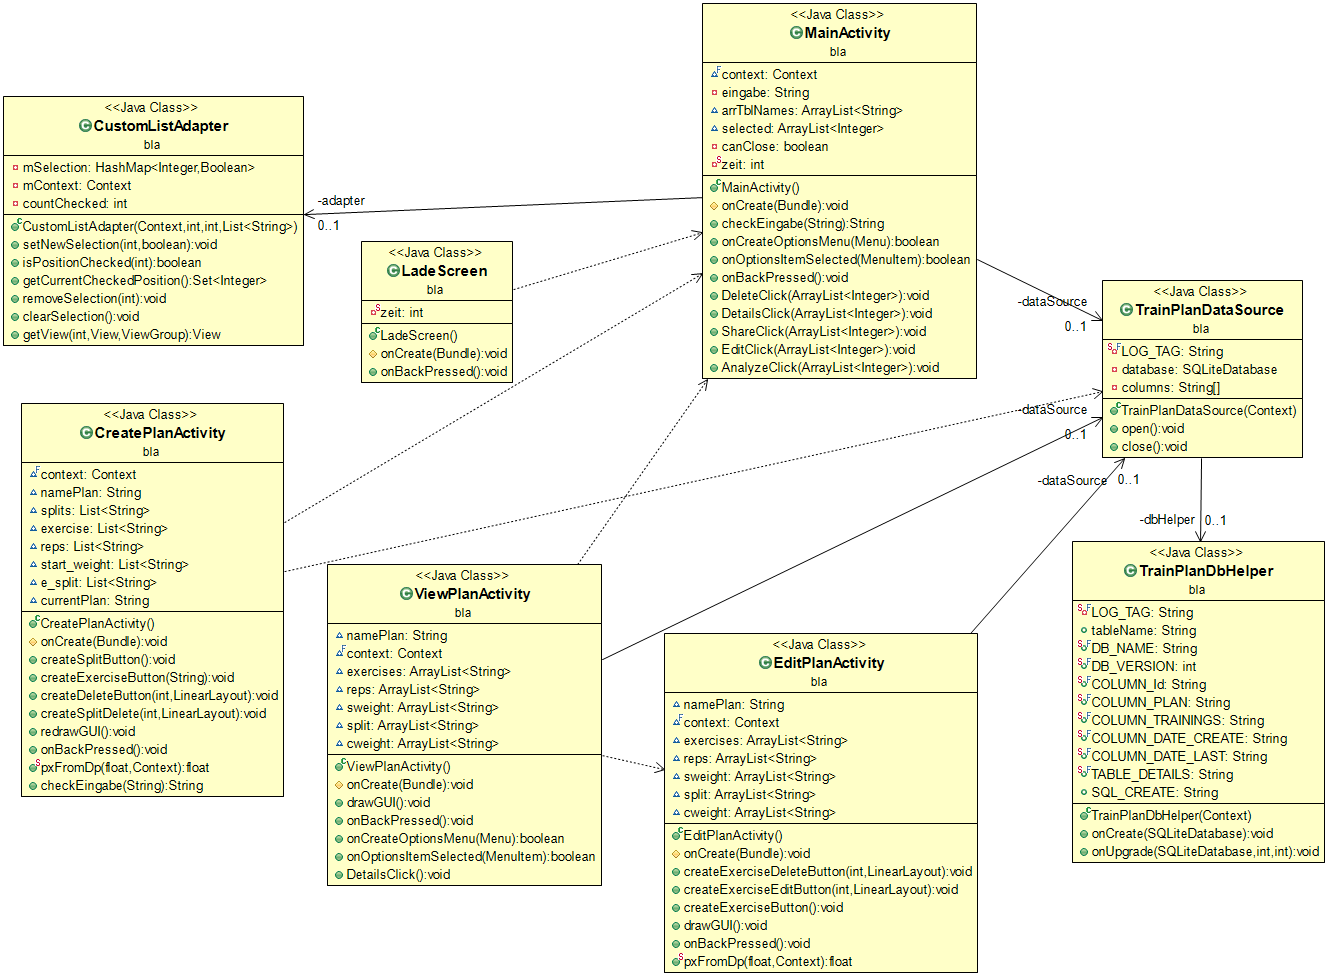 <<Java Class>>
MainActivity
bla
context: Context
eingabe: String
arrTblNames: ArrayList<String>
selected: ArrayList<Integer>
canClose: boolean
zeit: int
MainActivity()
onCreate(Bundle):void
checkEingabe(String):String
onCreateOptionsMenu(Menu):boolean
onOptionsItemSelected(MenuItem):boolean
onBackPressed():void
DeleteClick(ArrayList<Integer>):void
DetailsClick(ArrayList<Integer>):void
ShareClick(ArrayList<Integer>):void
EditClick(ArrayList<Integer>):void
AnalyzeClick(ArrayList<Integer>):void
<<Java Class>>
CustomListAdapter
bla
mSelection: HashMap<Integer,Boolean>
mContext: Context
countChecked: int
CustomListAdapter(Context,int,int,List<String>)
setNewSelection(int,boolean):void
isPositionChecked(int):boolean
getCurrentCheckedPosition():Set<Integer>
removeSelection(int):void
clearSelection():void
getView(int,View,ViewGroup):View
-adapter
0..1
<<Java Class>>
LadeScreen
bla
zeit: int
LadeScreen()
onCreate(Bundle):void
onBackPressed():void
-dataSource
0..1
<<Java Class>>
TrainPlanDataSource
bla
LOG_TAG: String
database: SQLiteDatabase
columns: String[]
TrainPlanDataSource(Context)
open():void
close():void
-dataSource
0..1
-dataSource
0..1
-dbHelper
0..1
<<Java Class>>
CreatePlanActivity
bla
context: Context
namePlan: String
splits: List<String>
exercise: List<String>
reps: List<String>
start_weight: List<String>
e_split: List<String>
currentPlan: String
CreatePlanActivity()
onCreate(Bundle):void
createSplitButton():void
createExerciseButton(String):void
createDeleteButton(int,LinearLayout):void
createSplitDelete(int,LinearLayout):void
redrawGUI():void
onBackPressed():void
pxFromDp(float,Context):float
checkEingabe(String):String
<<Java Class>>
ViewPlanActivity
bla
namePlan: String
context: Context
exercises: ArrayList<String>
reps: ArrayList<String>
sweight: ArrayList<String>
split: ArrayList<String>
cweight: ArrayList<String>
ViewPlanActivity()
onCreate(Bundle):void
drawGUI():void
onBackPressed():void
onCreateOptionsMenu(Menu):boolean
onOptionsItemSelected(MenuItem):boolean
DetailsClick():void
<<Java Class>>
EditPlanActivity
bla
namePlan: String
context: Context
exercises: ArrayList<String>
reps: ArrayList<String>
sweight: ArrayList<String>
split: ArrayList<String>
cweight: ArrayList<String>
EditPlanActivity()
onCreate(Bundle):void
createExerciseDeleteButton(int,LinearLayout):void
createExerciseEditButton(int,LinearLayout):void
createExerciseButton():void
drawGUI():void
onBackPressed():void
pxFromDp(float,Context):float
<<Java Class>>
TrainPlanDbHelper
bla
LOG_TAG: String
tableName: String
DB_NAME: String
DB_VERSION: int
COLUMN_Id: String
COLUMN_PLAN: String
COLUMN_TRAININGS: String
COLUMN_DATE_CREATE: String
COLUMN_DATE_LAST: String
TABLE_DETAILS: String
SQL_CREATE: String
TrainPlanDbHelper(Context)
onCreate(SQLiteDatabase):void
onUpgrade(SQLiteDatabase,int,int):void